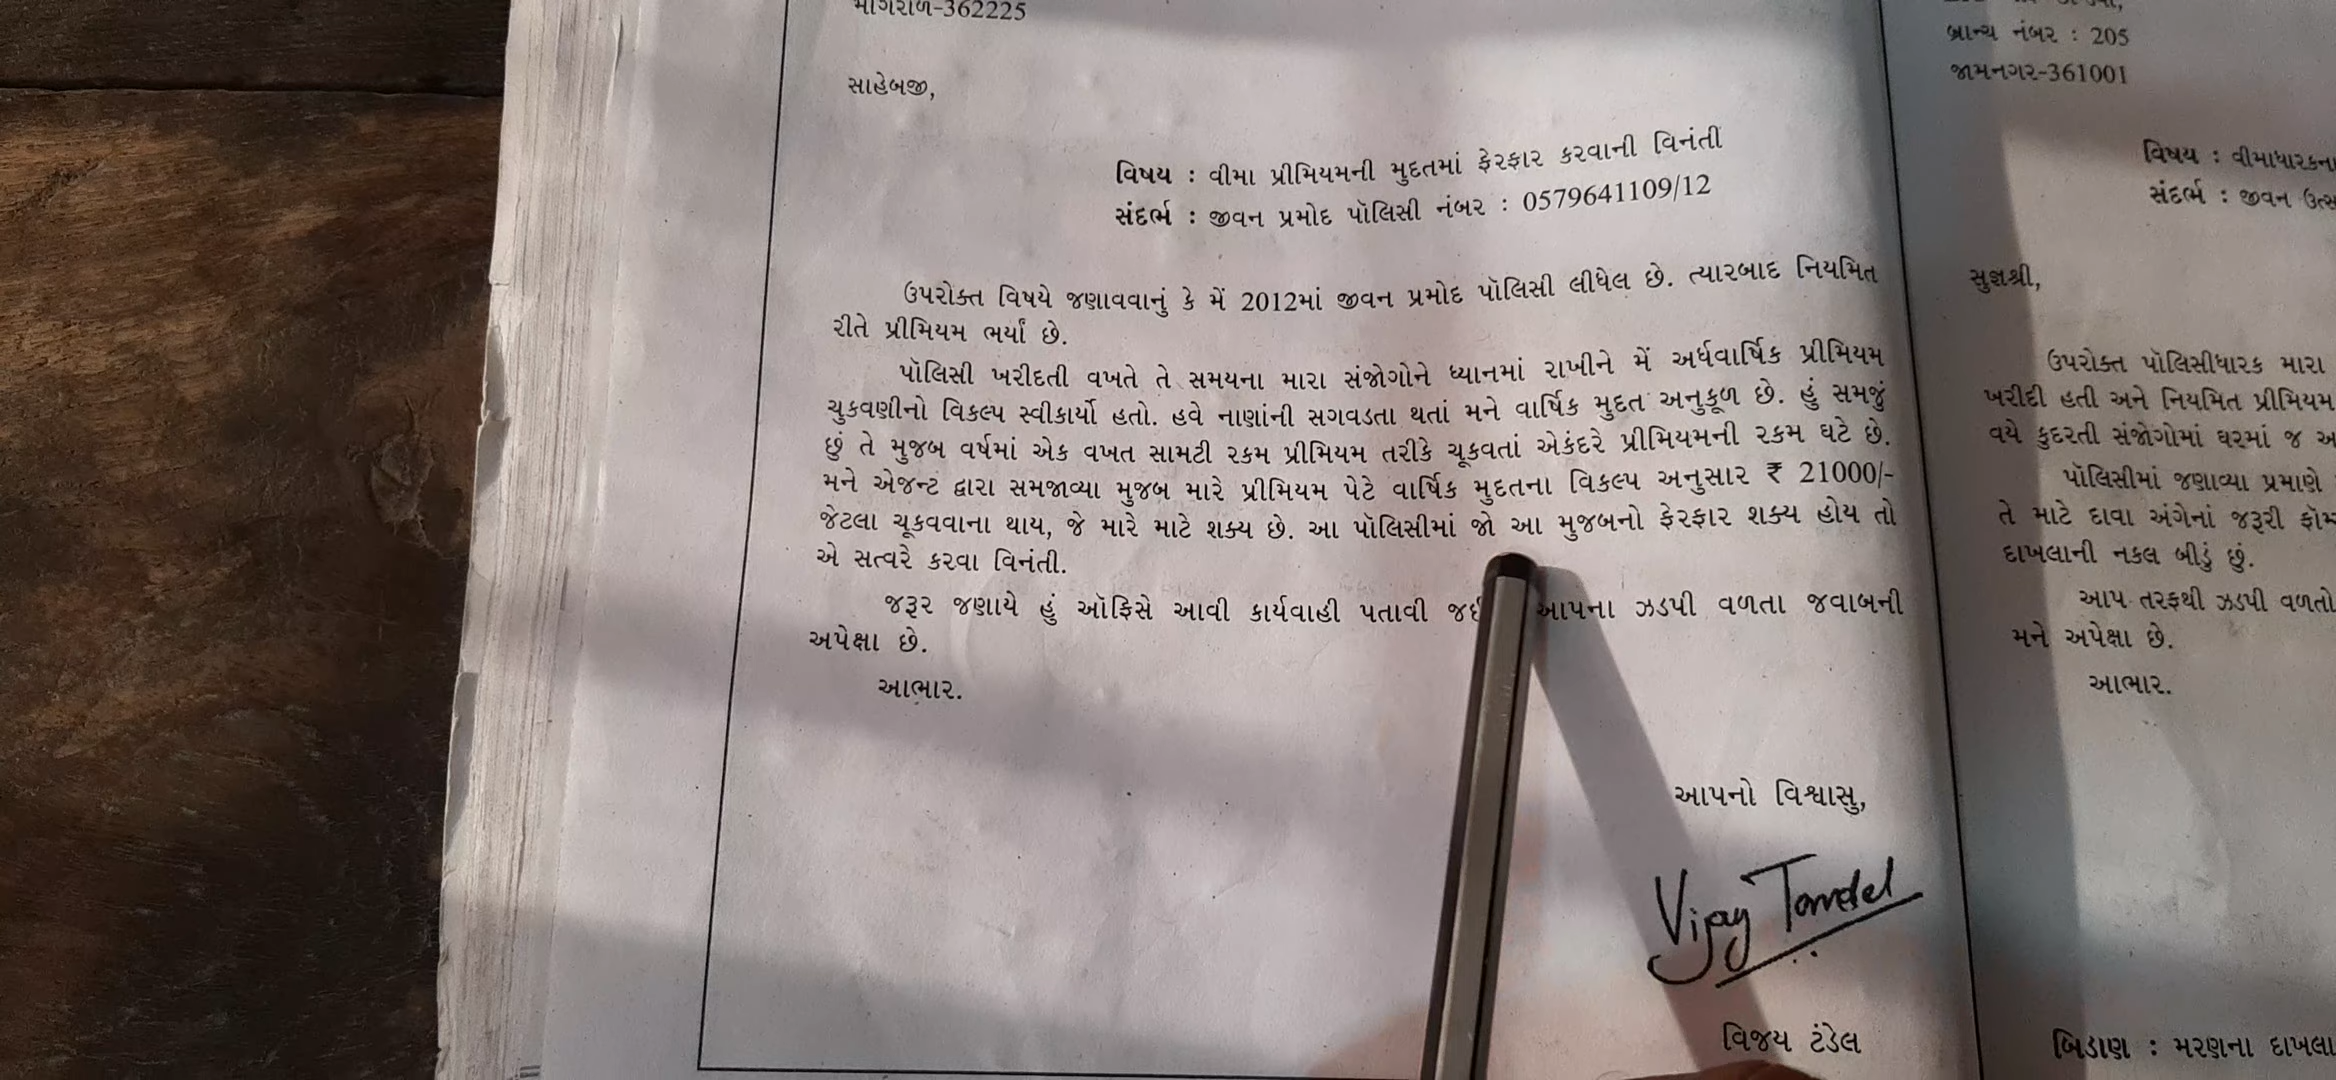 માંગરોળ-362225
સાહેબજી,
વિષય : વીમા પ્રીમિયમની મુદતમાં ફેરફાર કરવાની વિનંતી
સંદર્ભ : જીવન પ્રમોદ પૉલિસી નંબર : 0579641109/12
ઉપરોક્ત વિષયે જણાવવાનું કે મેં 2012માં જીવન પ્રમોદ પૉલિસી લીધેલ છે. ત્યારબાદ નિયમિત
રીતે પ્રીમિયમ ભર્યાં છે.
પૉલિસી ખરીદતી વખતે તે સમયના મારા સંજોગોને ધ્યાનમાં રાખીને મેં અર્ધવાર્ષિક પ્રીમિયમ
ચુકવણીનો વિકલ્પ સ્વીકાર્યો હતો. હવે નાણાંની સગવડતા થતાં મને વાર્ષિક મુદત અનુકૂળ છે. હું સમજું
છું તે મુજબ વર્ષમાં એક વખત સામટી રકમ પ્રીમિયમ તરીકે ચૂકવતાં એકંદરે પ્રીમિયમની રકમ ઘટે છે.
મને એજન્ટ દ્વારા સમજાવ્યા મુજબ મારે પ્રીમિયમ પેટે વાર્ષિક મુદતના વિકલ્પ અનુસાર ₹ 21000/-
જેટલા ચૂકવવાના થાય, જે મારે માટે શક્ય છે. આ પૉલિસીમાં જો આ મુજબનો ફેરફાર શક્ય હોય તો
એ સત્વરે કરવા વિનંતી.
જરૂર જણાયે હું ઑફિસે આવી કાર્યવાહી પતાવી આપના ઝડપી વળતા જવાબની
અપેક્ષા છે.
આભાર.
આપનો વિશ્વાસુ,
Vijay Tandel
વિજય ટંડેલ
બ્રાન્ચ નંબર : 205
જામનગર-361001
વિષય : વીમાધારકના
સંદર્ભ : જીવન
સુજ્ઞશ્રી,
ઉપરોક્ત પૉલિસીધારક મારા
ખરીદી હતી અને નિયમિત પ્રીમિયમ
વયે કુદરતી સંજોગોમાં ઘરમાં જ
પૉલિસીમાં જણાવ્યા પ્રમાણે
તે માટે દાવા અંગેનાં જરૂરી
દાખલાની નકલ બીડું છું.
આપ તરફથી ઝડપી વળતો
મને અપેક્ષા છે.
આભાર.
બિડાણ : મરણના દાખલા